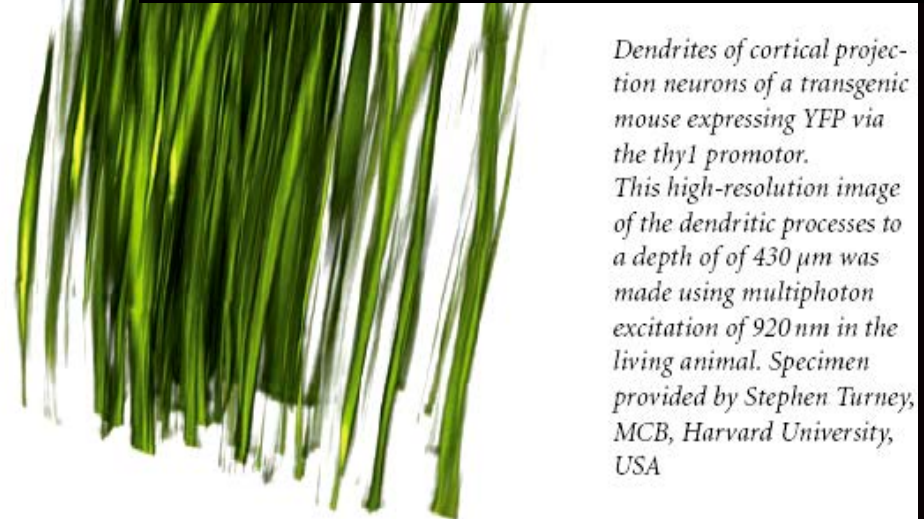 Dendrites of cortical projec-
tion neurons of a transgenic
mouse expressing YFP via
the thy1 promotor.
This high-resolution image
of the dendritic processes to
a depth of of 430 µm was
made using multiphoton
excitation of 920 nm in the
living animal. Specimen
provided by Stephen Turney,
MCB, Harvard University,
USA